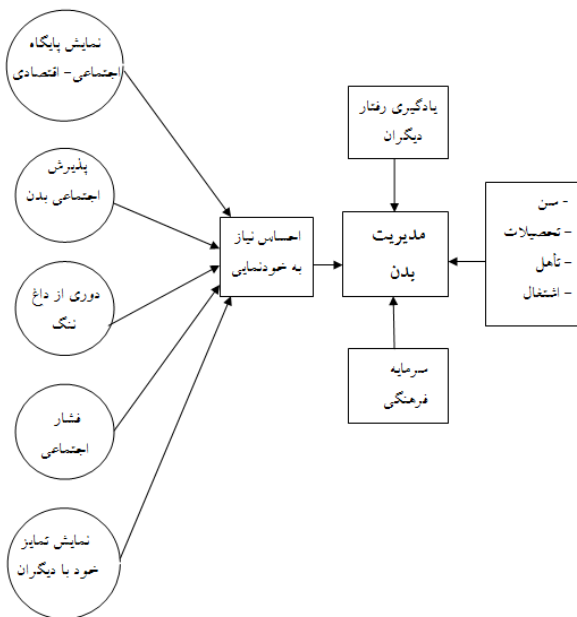 نمایش پایگاه
اجتماعی- اقتصادی
پذیرش
اجتماعی بدن
دوری از داغ
ننگ
فشار
اجتماعی
نمایش تمایز
خود با دیگران
احساس نیاز
به خودنمایی
یادگیری رفتار
دیگران
مدیریت
بدن
سرمایه
فرهنگی
- سن
- تحصیلات
- تأهل
- اشتغال